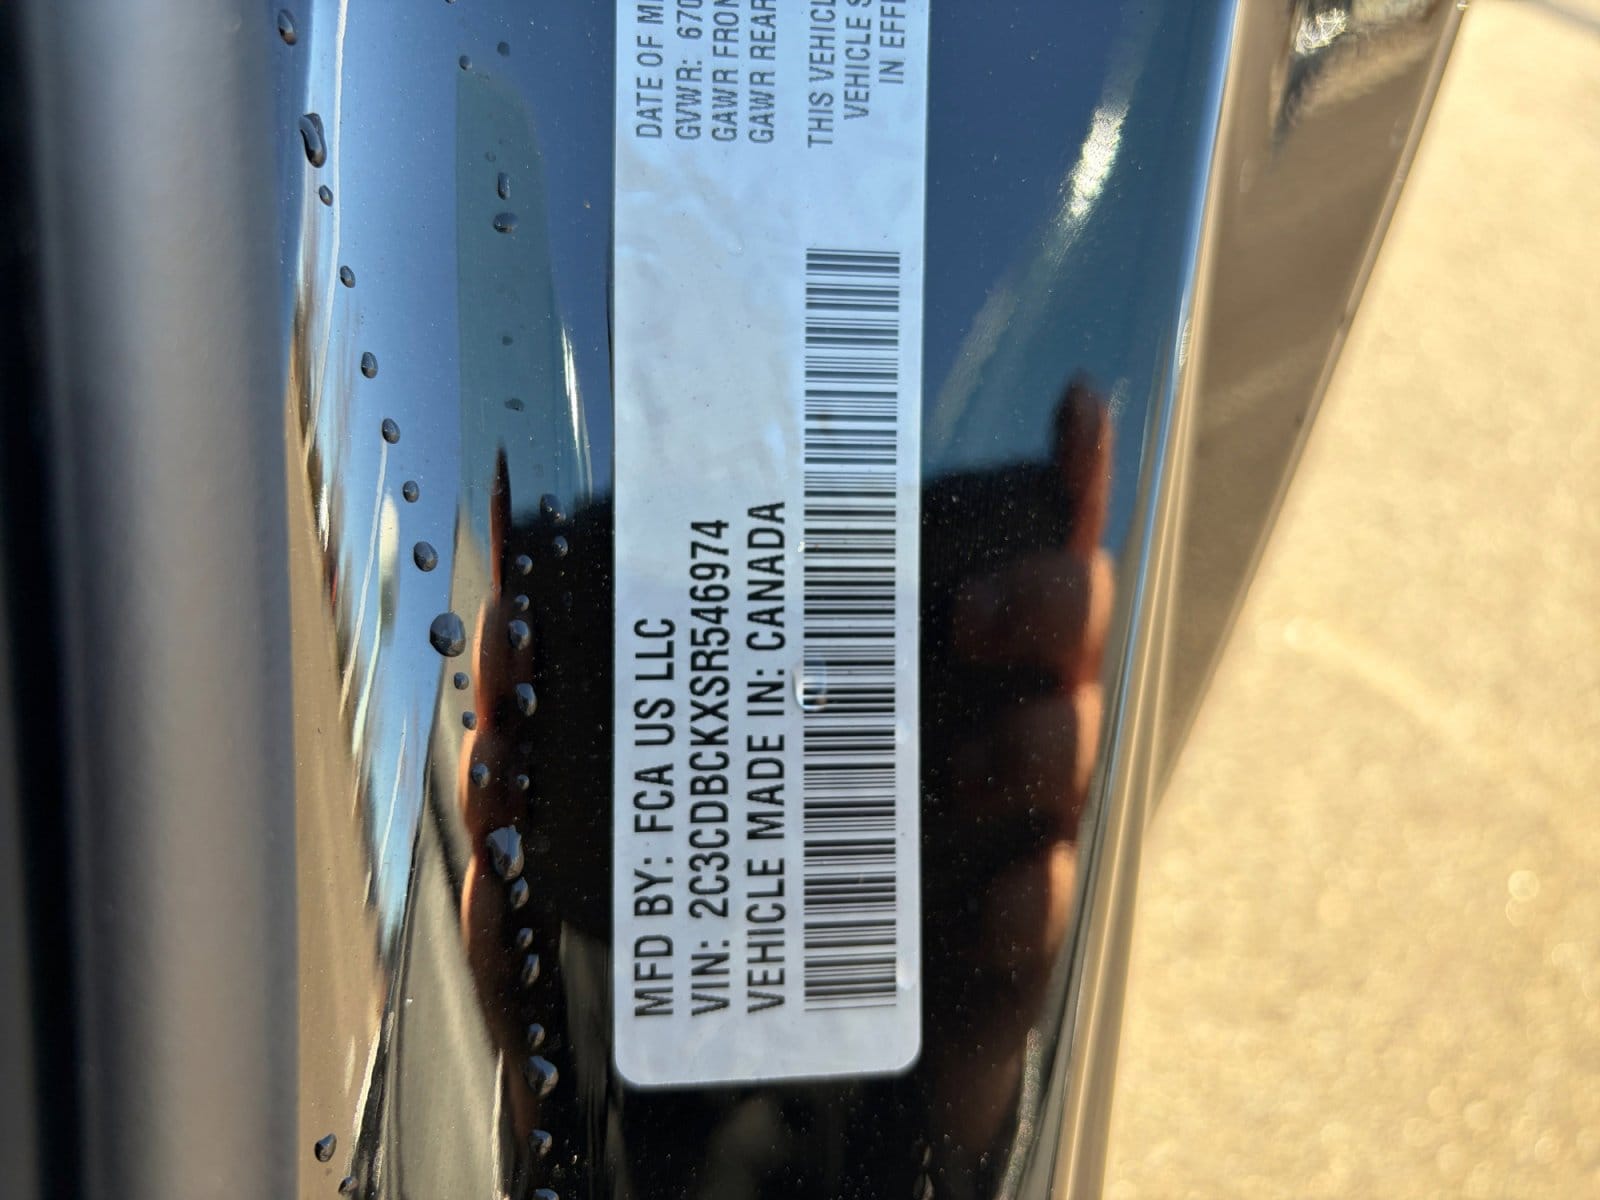 MFD BY: FCA US LLC
VIN: 2C3CDBCKXSR546974
VEHICLE MADE IN: CANADA
DATE OF
GVWR: 670
GAWR FRON
GAWR REAR
THIS VEHICL
VEHICLE
IN EFF